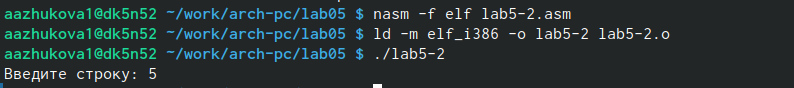 aazhukova1@dk5n52 ~/work/arch-pc/lab05 $ nasm -f elf lab5-2.asm
aazhukova1@dk5n52 ~/work/arch-pc/lab05 $ ld -m elf_i386 -o lab5-2 lab5-2.o
aazhukova1@dk5n52 ~/work/arch-pc/lab05 $ ./lab5-2
Введите строку: 5